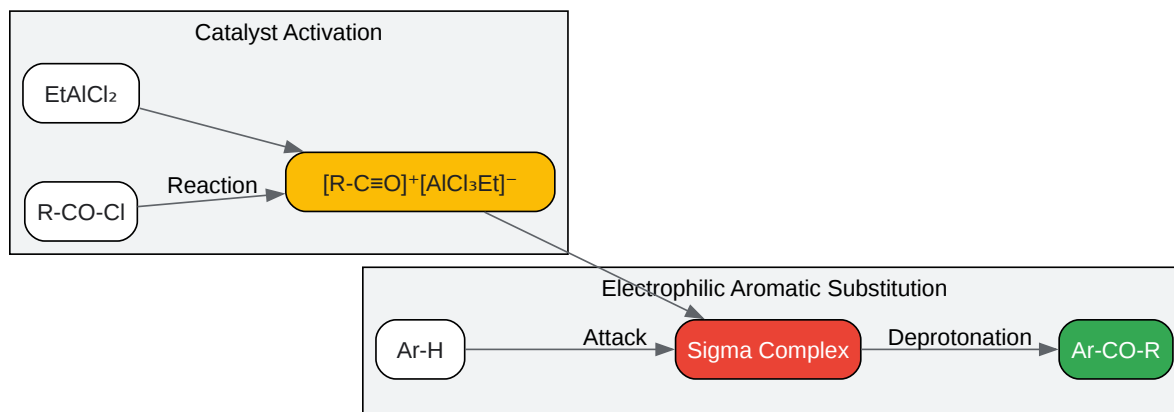 Catalyst Activation
EtAlCl₂
Reaction
R-CO-Cl
[R-C≡O]⁺[AlCl₃Et]⁻
Electrophilic Aromatic Substitution
Ar-H
Attack
Sigma Complex
Deprotonation
Ar-CO-R